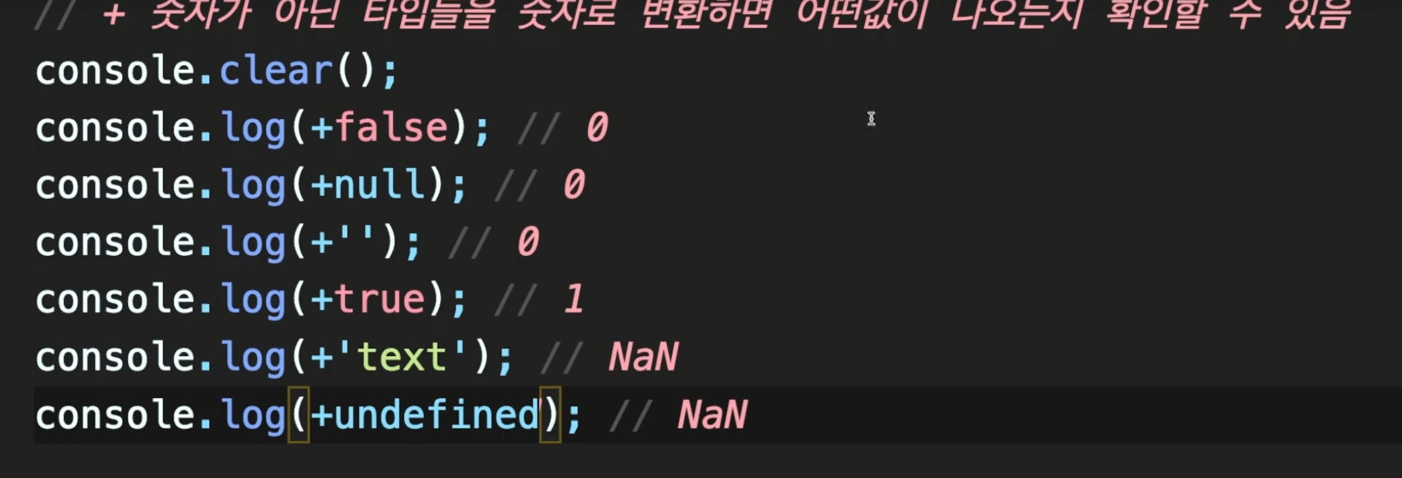 // + 숫자가 아닌 타입들을 숫자로 변환하면 어떤값이 나오는지 확인할 수 있음
console.clear();
console.log(+false); // 0
console.log(+null); // 0
console.log(+''); // 0
console.log(+true); // 1
console.log(+'text'); // NaN
console.log(+undefined); // NaN